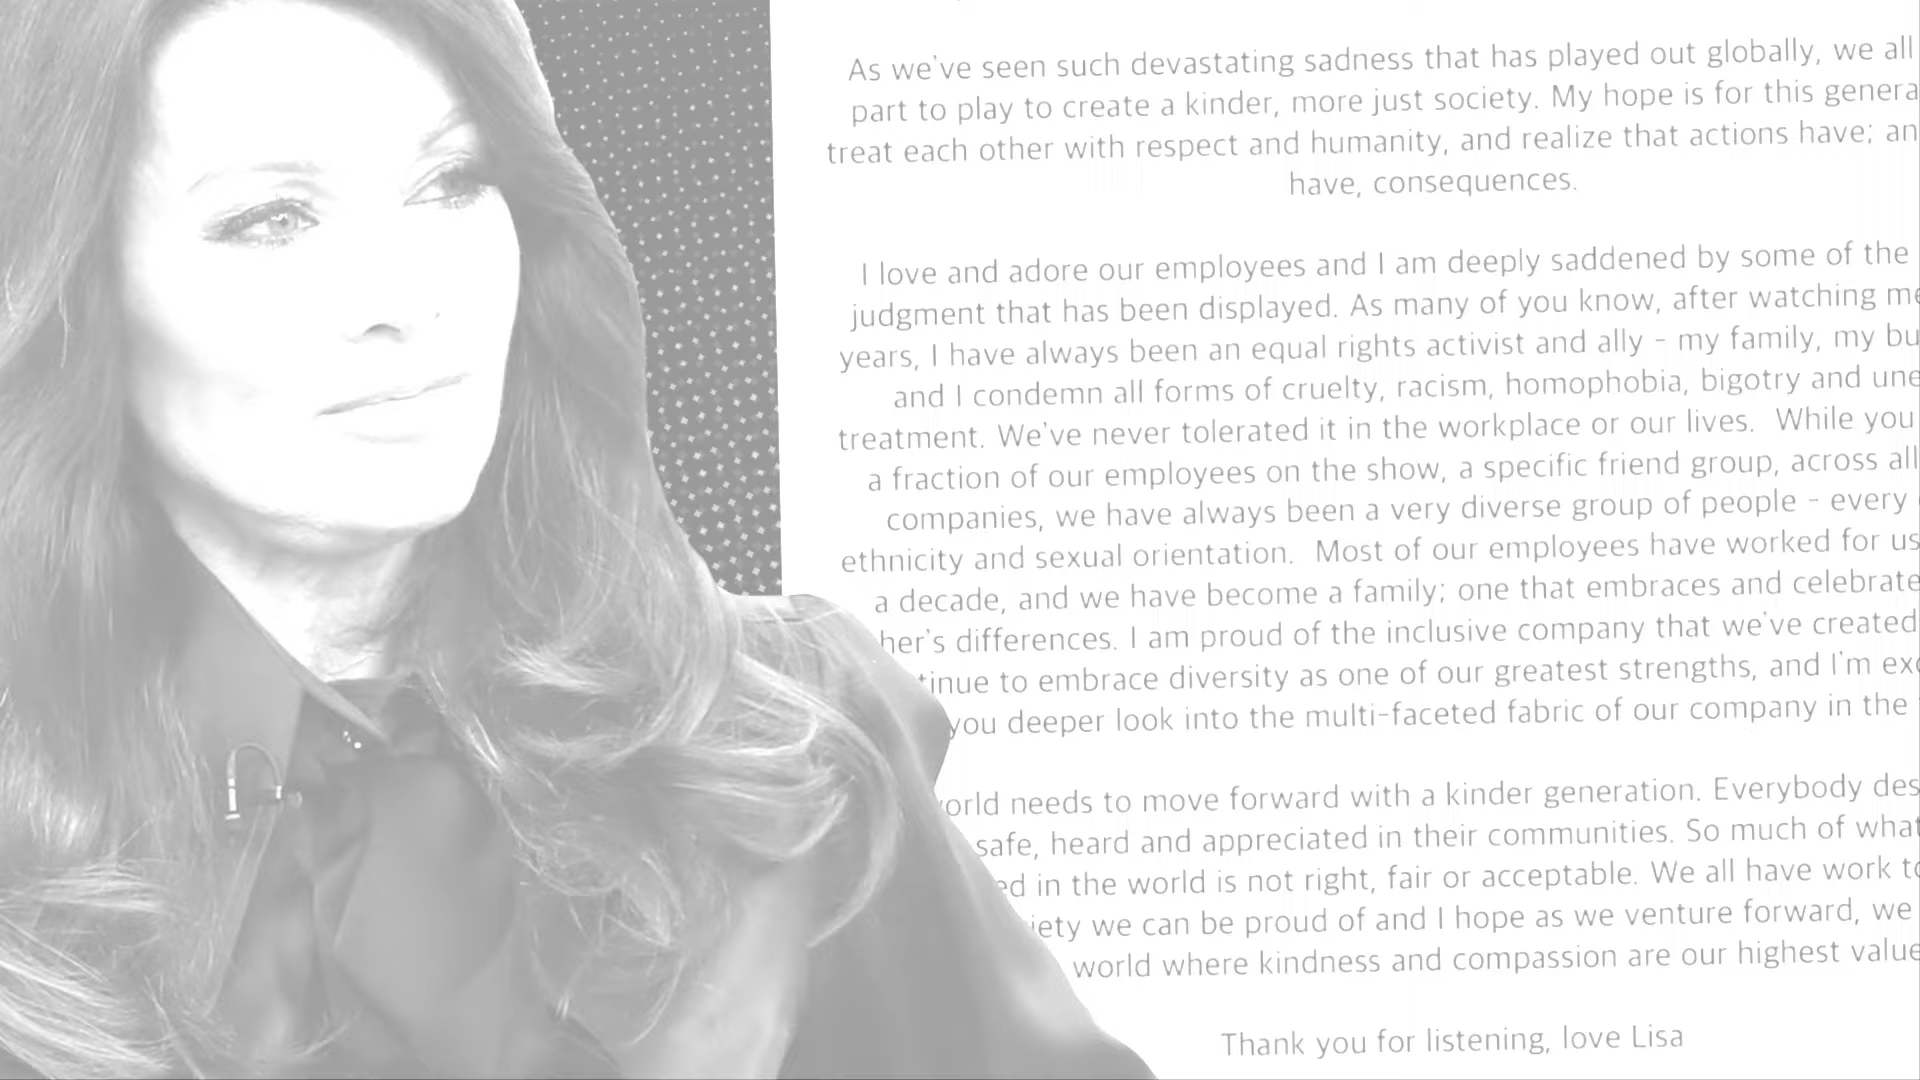 As we've seen such devastating sadness that has played out globally, we all
part to play to create a kinder, more just society. My hope is for this genera
treat each other with respect and humanity, and realize that actions have; an
have, consequences.
I love and adore our employees and I am deeply saddened by some of the
judgment that has been displayed. As many of you know, after watching me
years, I have always been an equal rights activist and ally - my family, my bu
and I condemn all forms of cruelty, racism, homophobia, bigotry and une
treatment. We've never tolerated it in the workplace or our lives. While you
a fraction of our employees on the show, a specific friend group, across all
companies, we have always been a very diverse group of people - every
ethnicity and sexual orientation. Most of our employees have worked for us
a decade, and we have become a family; one that embraces and celebrate
her's differences. I am proud of the inclusive company that we've created
tinue to embrace diversity as one of our greatest strengths, and I'm exc
you deeper look into the multi-faceted fabric of our company in the
orld needs to move forward with a kinder generation. Everybody des
safe, heard and appreciated in their communities. So much of what
ed in the world is not right, fair or acceptable. We all have work to
iety we can be proud of and I hope as we venture forward, we
world where kindness and compassion are our highest value
Thank you for listening, love Lisa